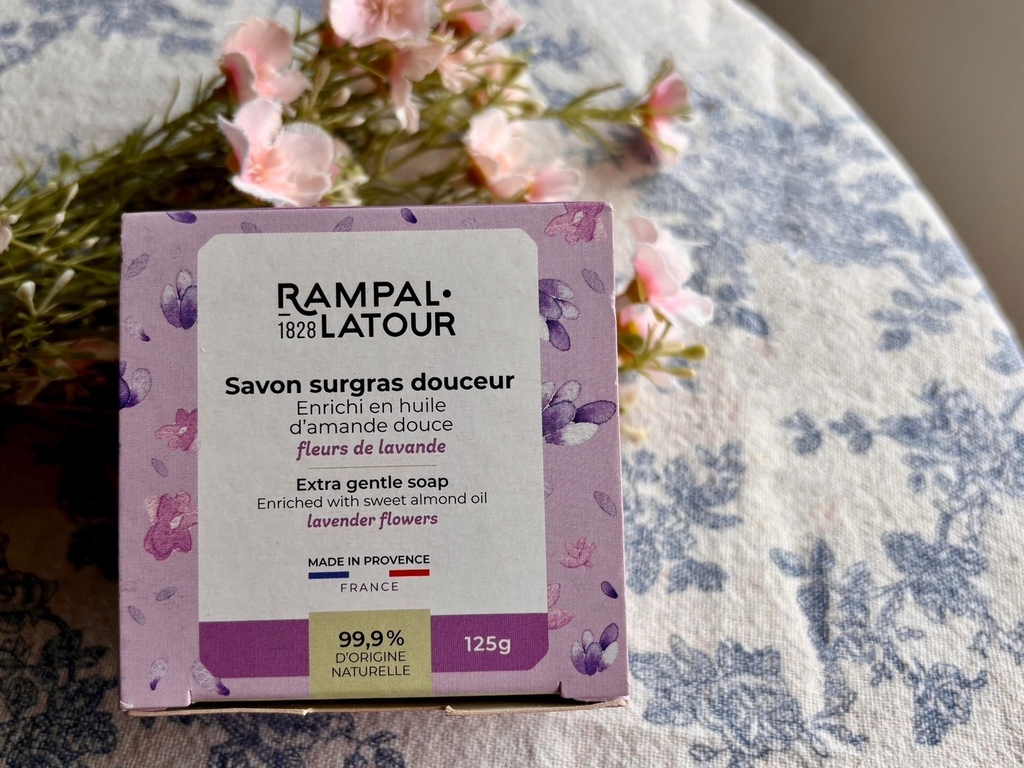 RAMPAL·
1828 LATOUR
Savon surgras douceur
Enrichi en huile
d'amande douce
fleurs de lavande
Extra gentle soap
Enriched with sweet almond oil
lavender flowers
MADE IN PROVENCE
FRANCE
99,9%
D'ORIGINE
NATURELLE
125g